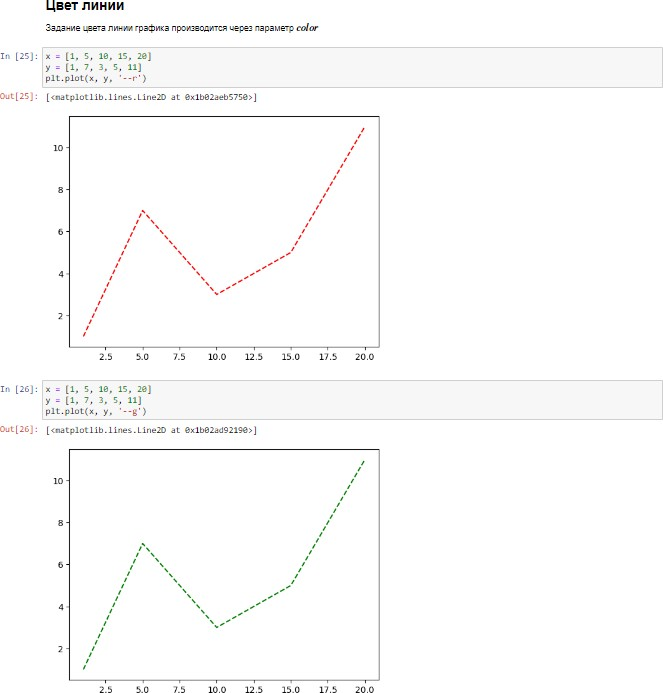 Цвет линии
Задание цвета линии графика производится через параметр color
In [25]: x = [1, 5, 10, 15, 20]
y = [1, 7, 3, 5, 11]
plt.plot(x, y, '--r')
Out[25]: [<matplotlib.lines.Line2D at 0x1b02aeb5750>]
10
8
6
4
2
2.5 5.0 7.5 10.0 12.5 15.0 17.5 20.0
In [26]: x = [1, 5, 10, 15, 20]
y = [1, 7, 3, 5, 11]
plt.plot(x, y, '--g')
Out[26]: [<matplotlib.lines.Line2D at 0x1b02ad92190>]
10
8
6
4
2
2.5 5.0 7.5 10.0 12.5 15.0 17.5 20.0